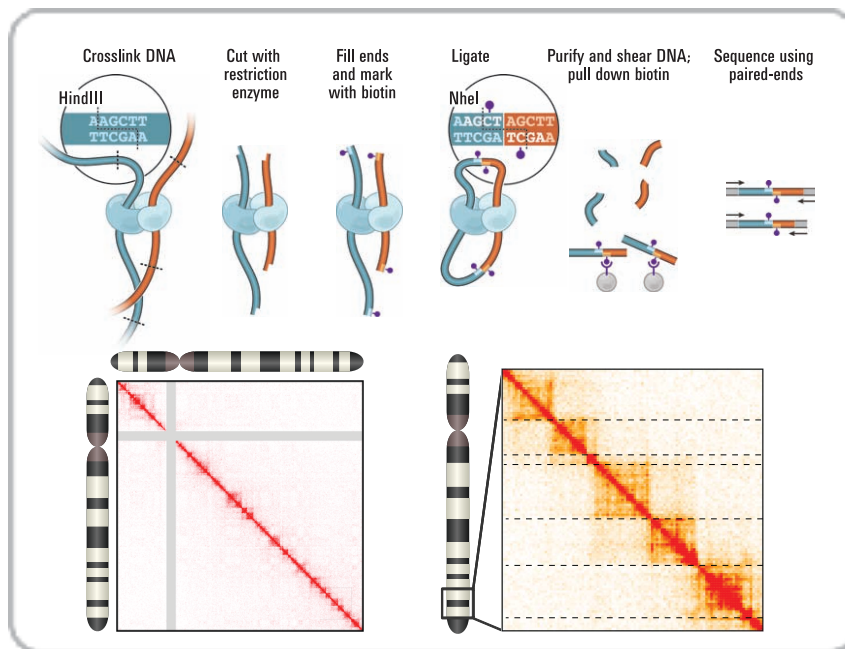 Crosslink DNA
Cut with
restriction
enzyme
Fill ends
and mark
with biotin
Ligate
Purify and shear DNA;
pull down biotin
Sequence using
paired-ends
HindIII
AAGCTT
TTCGAA
NheI
AAGCT AGCTT
TTCGA TCGAA